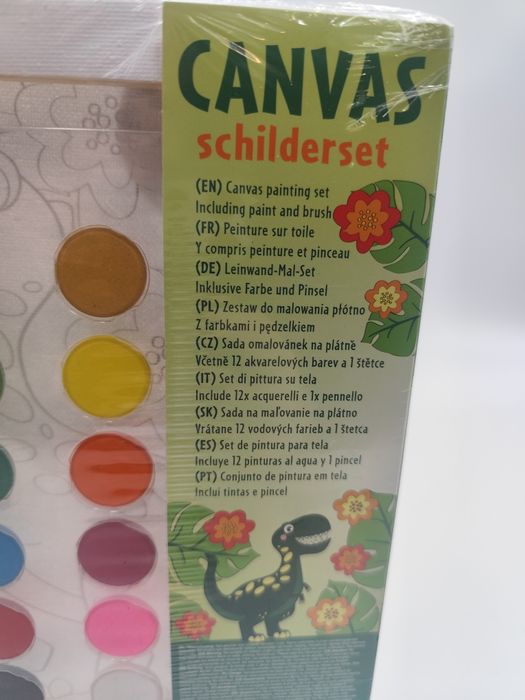 CANVAS
schilderset
(EN) Canvas painting set
Including paint and brush
(FR) Peinture sur toile
Y compris peinture et pinceau
(DE) Leinwand-Mal-Set
Inklusive Farbe und Pinsel
(PL) Zestaw do malowania płótno
Z farbkami i pędzelkiem
(CZ) Sada omalovánek na plátně
Včetně 12 akvarelových barev a 1 štětce
(IT) Set di pittura su tela
Include 12x acquerelli e 1x pennello
(SK) Sada na maľovanie na plátno
Vrátane 12 vodových farieb a 1 štetca
(ES) Set de pintura para tela
Incluye 12 pinturas al agua y 1 pincel
(PT) Conjunto de pintura em tela
Inclui tintas e pincel